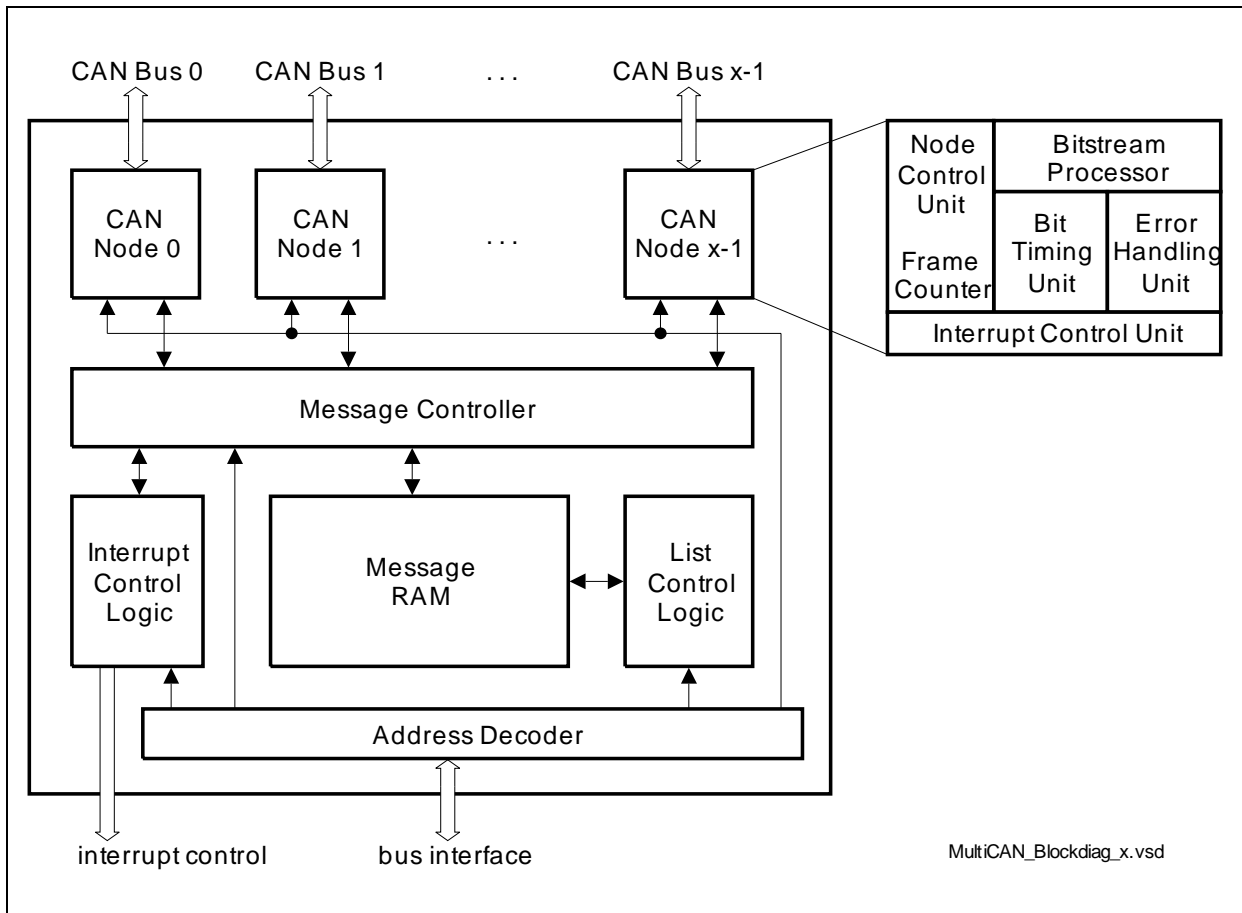 CAN Bus 0
CAN Bus 1
. . .
CAN Bus x-1
CAN
Node 0
CAN
Node 1
. . .
CAN
Node x-1
Node
Control
Unit
Frame
Counter
Bitstream
Processor
Bit
Timing
Unit
Error
Handling
Unit
Interrupt Control Unit
Message Controller
Interrupt
Control
Logic
Message
RAM
List
Control
Logic
Address Decoder
interrupt control
bus interface
MultiCAN_Blockdiag_x.vsd